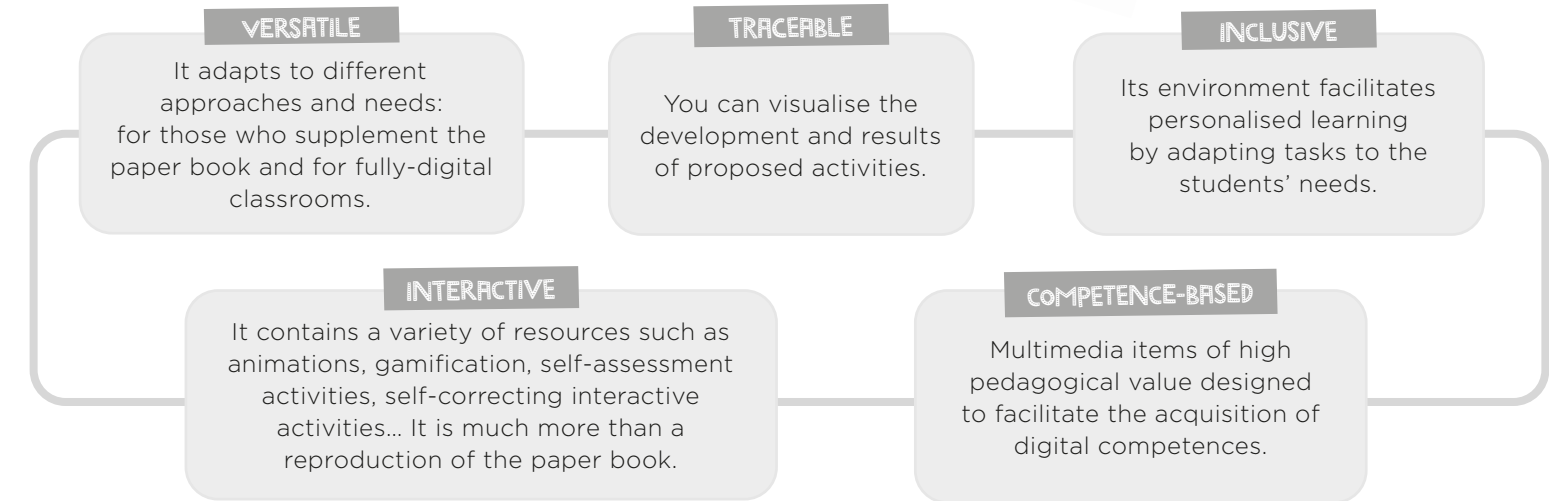 VERSATILE
It adapts to different
approaches and needs:
for those who supplement the
paper book and for fully-digital
classrooms.
TRACEABLE
You can visualise the
development and results
of proposed activities.
INCLUSIVE
Its environment facilitates
personalised learning
by adapting tasks to the
students’ needs.
INTERACTIVE
It contains a variety of resources such as
animations, gamification, self-assessment
activities, self-correcting interactive
activities... It is much more than a
reproduction of the paper book.
COMPETENCE-BASED
Multimedia items of high
pedagogical value designed
to facilitate the acquisition of
digital competences.